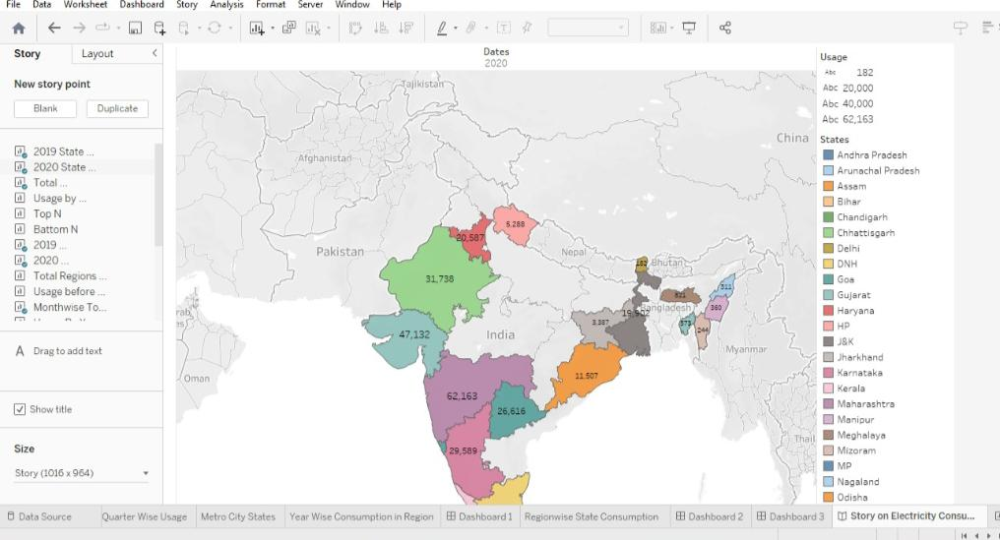 File Data Worksheet Dashboard Story Analysis Map Format Server Window Help
Story Layout
New story point
Blank Duplicate
2019 State ...
2020 State ...
Total ...
Usage by ...
Top N
Battom N
2019 ...
2020 ...
Total Regions ...
Usage before ...
Monthwise To...
Drag to add text
Show title
Size
Story (1016 x 964)
Dates
2020
Tajikistan
China
Afghanistan
5,288
20,587
Pakistan
Nepal
182
Bhutan
31,738
311
621
360
19,902
Bangladesh
3,387
373
244
47,132
India
Myanmar
Oman
11,507
62,163
26,616
29,589
Thail
Usage
Abc 182
Abc 20,000
Abc 40,000
Abc 62,163
States
Andhra Pradesh
Arunachal Pradesh
Assam
Bihar
Chandigarh
Chhattisgarh
Delhi
DNH
Goa
Gujarat
Haryana
HP
J&K
Jharkhand
Karnataka
Kerala
Maharashtra
Manipur
Meghalaya
Mizoram
MP
Nagaland
Odisha
Data Source Quarter Wise Usage Metro City States Year Wise Consumption in Region Dashboard 1 Regionwise State Consumption Dashboard 2 Dashboard 3 Story on Electricity Consu...